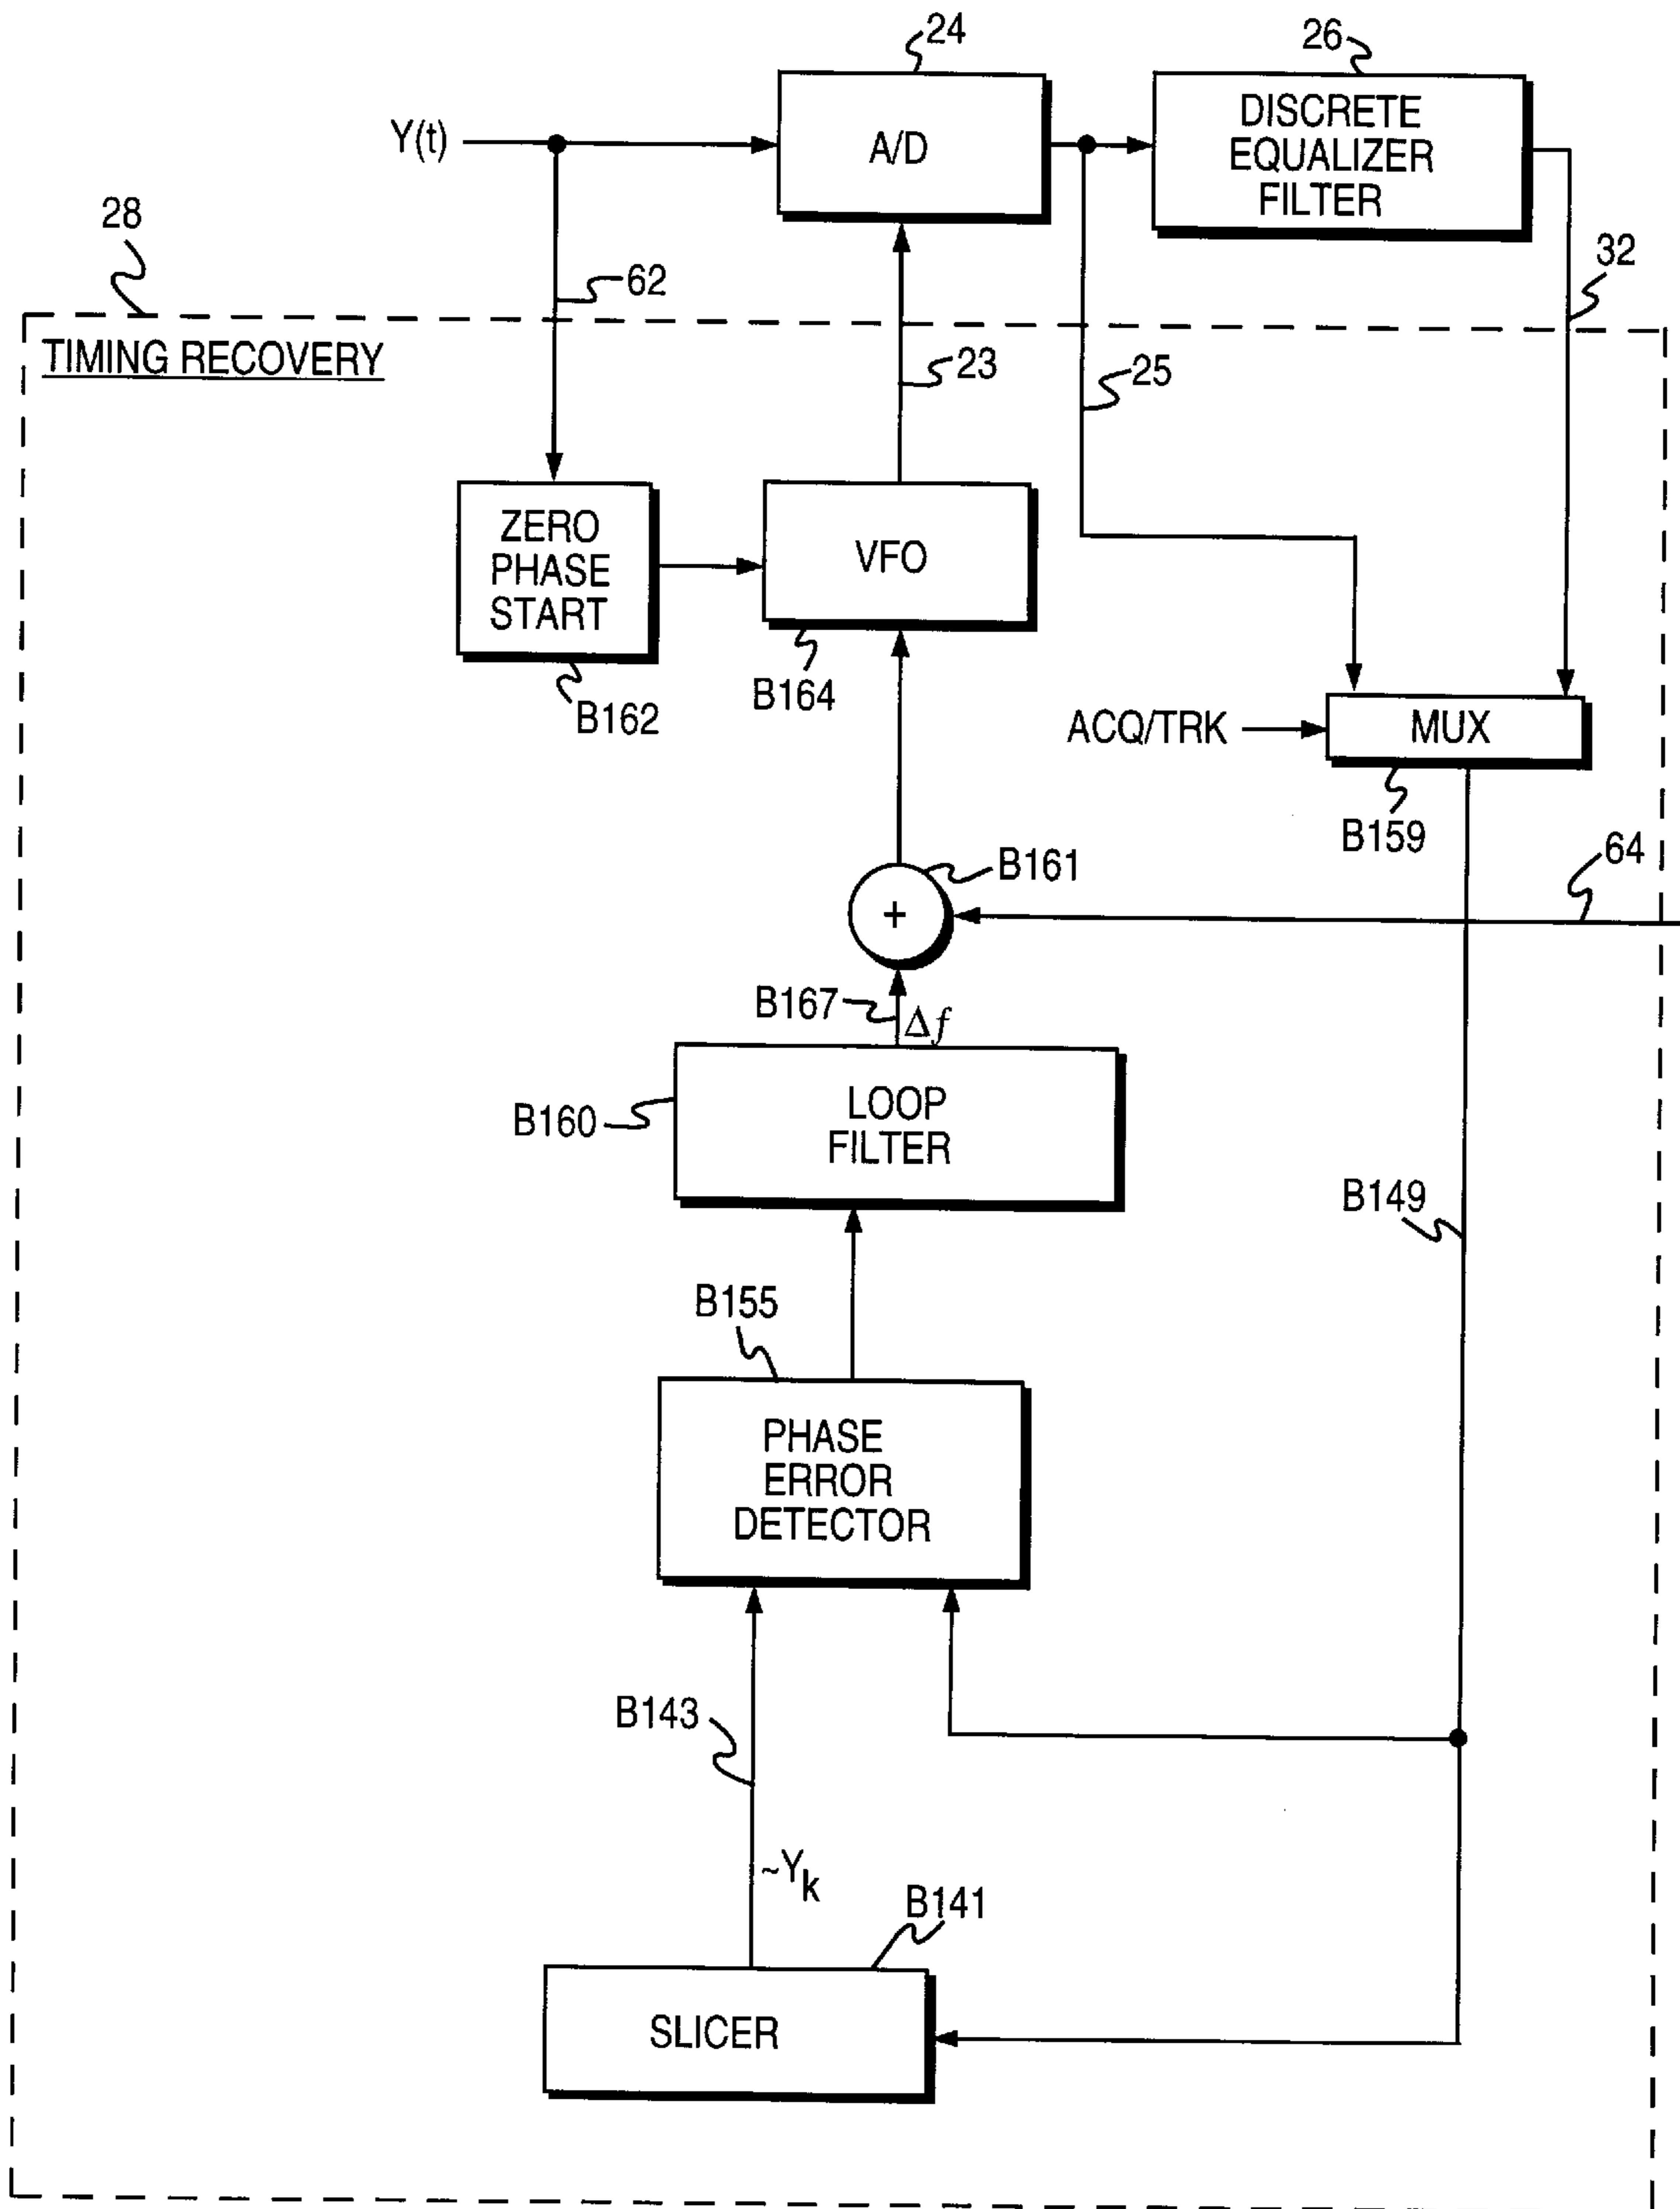 24
26
Y(t)
A/D
DISCRETE
EQUALIZER
FILTER
28
62
32
TIMING RECOVERY
23
25
ZERO
PHASE
START
VFO
B162
B164
ACQ/TRK
MUX
B159
64
B161
+
B167
Δf
B160
LOOP
FILTER
B149
B155
PHASE
ERROR
DETECTOR
B143
~Yk
B141
SLICER